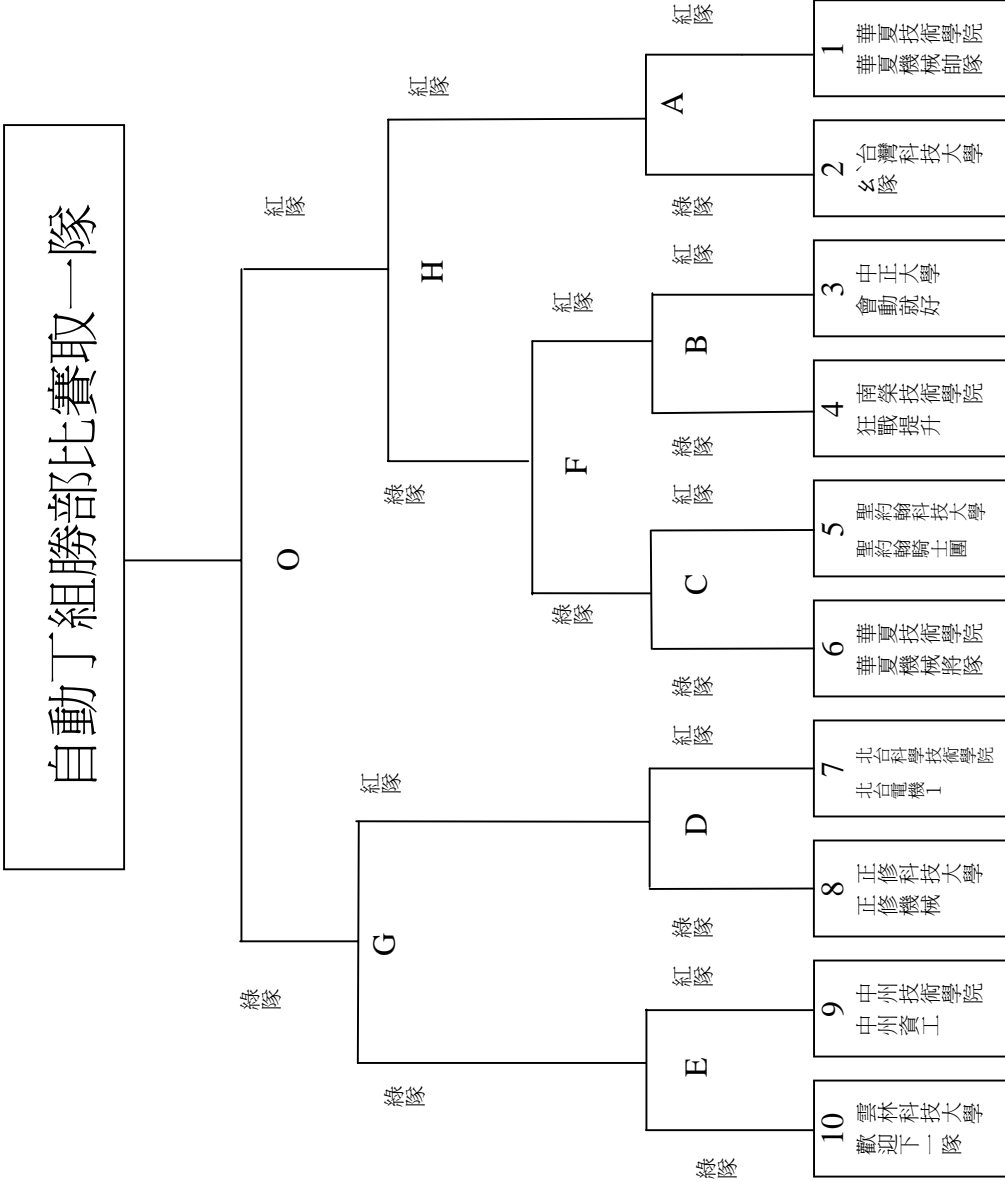 自動丁組勝部比賽取一隊
紅隊
綠隊
O
紅隊
綠隊
G
紅隊
綠隊
H
紅隊
綠隊
F
E
D
C
B
A
綠隊
紅隊
綠隊
紅隊
綠隊
紅隊
綠隊
紅隊
綠隊
紅隊
10
雲林科技大學
歡迎下一隊
9
中州技術學院
中州資工
8
正修科技大學
正修機械
7
北台科學技術學院
北台電機1
6
華夏技術學院
華夏機械將隊
5
聖約翰科技大學
聖約翰騎士團
4
南榮技術學院
狂戰提升
3
中正大學
會動就好
2
台灣科技大學
ㄠˋ隊
1
華夏技術學院
華夏機械帥隊